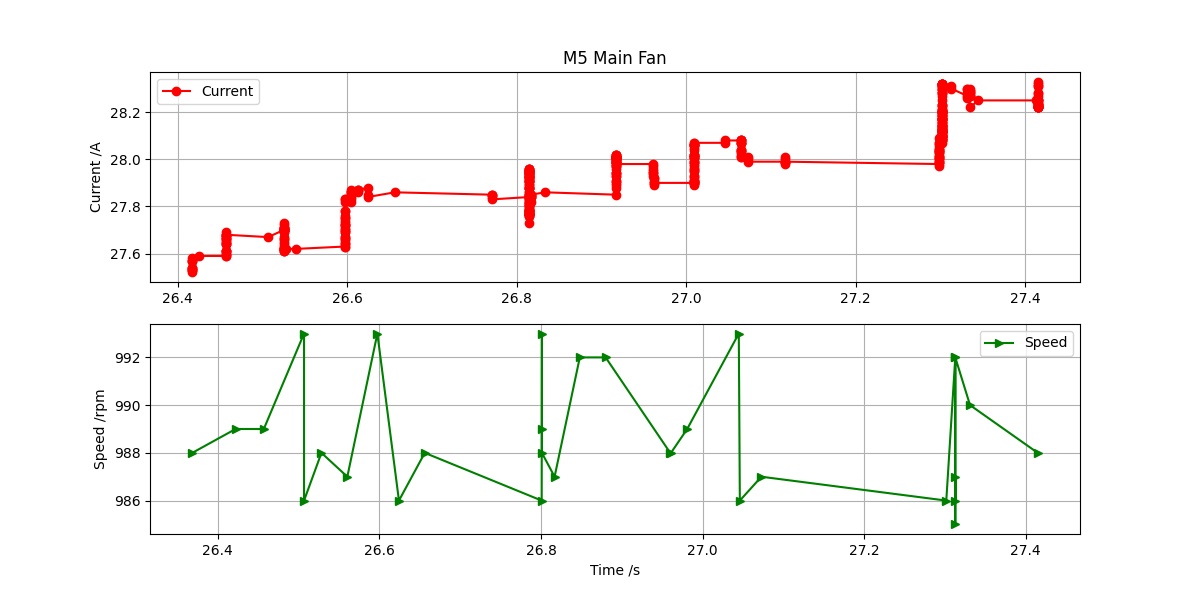 M5 Main Fan
Current
Current /A
28.2
28.0
27.8
27.6
26.4 26.6 26.8 27.0 27.2 27.4
Speed
Speed /rpm
992
990
988
986
26.4 26.6 26.8 27.0 27.2 27.4
Time /s